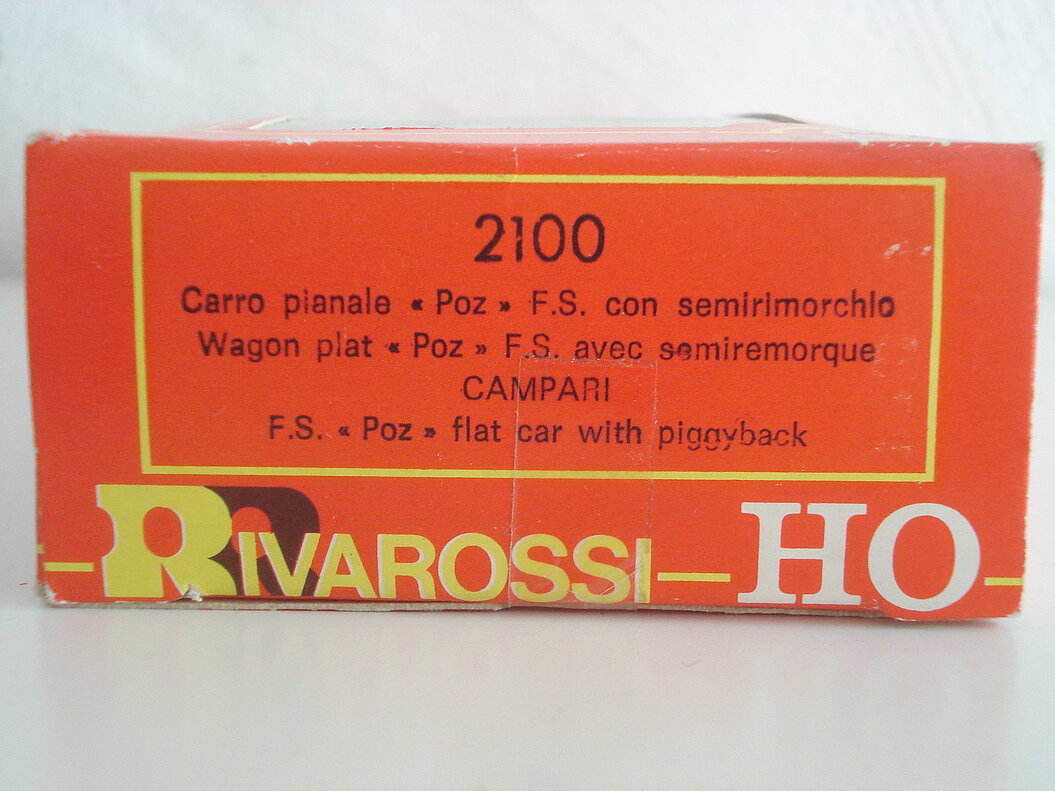 2100
Carro pianale « Poz » F.S. con semirimorchio
Wagon plat « Poz » F.S. avec semiremorque
CAMPARI
F.S. « Poz » flat car with piggyback
RIVAROSSI HO